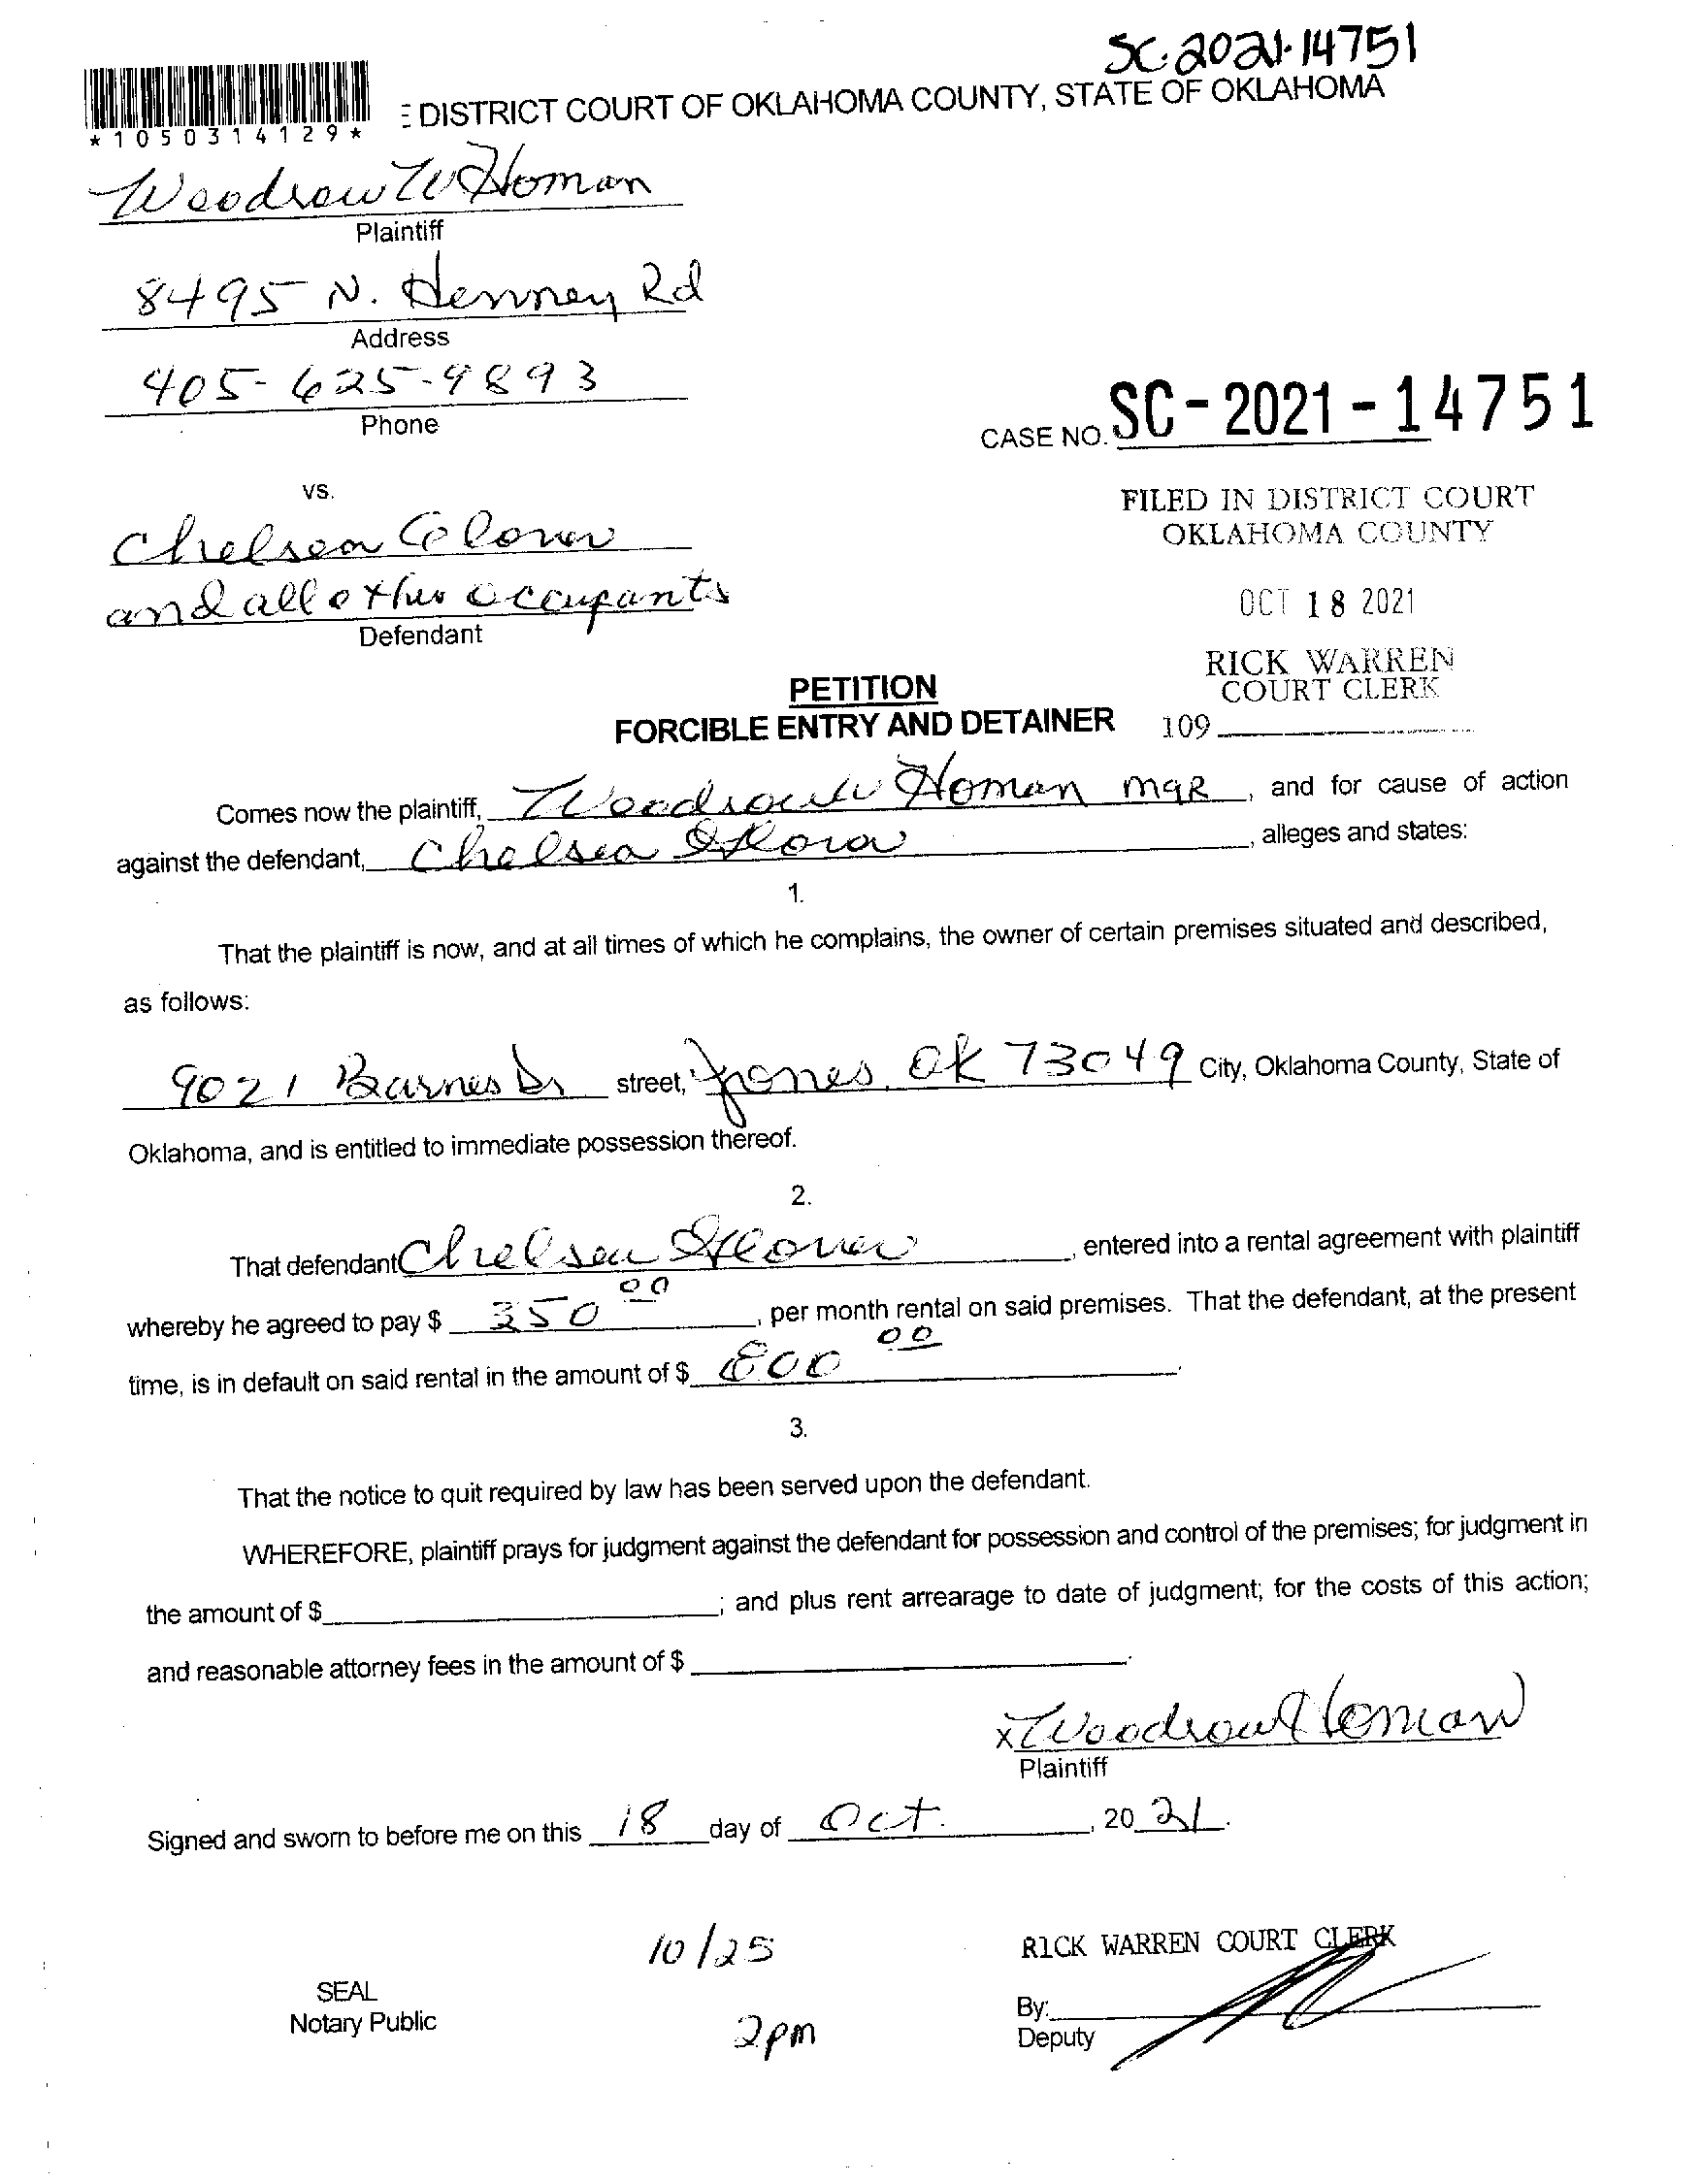 SC-2021-14751
*1050314129*
E DISTRICT COURT OF OKLAHOMA COUNTY, STATE OF OKLAHOMA
Woodrow W Homan
Plaintiff
8495 N. Henney Rd
Address
405-625-9893
Phone
CASE NO. SC-2021-14751
vs.
FILED IN DISTRICT COURT
OKLAHOMA COUNTY
Chelsea
and all other occupants
Defendant
OCT 18 2021
RICK WARREN
COURT CLERK
109
PETITION
FORCIBLE ENTRY AND DETAINER
Comes now the plaintiff, Woodrow W Homan mgR, and for cause of action
against the defendant, Chelsea, alleges and states:
1.
That the plaintiff is now, and at all times of which he complains, the owner of certain premises situated and described,
as follows:
9021 Barnes Dr street, Jones, OK 73049 City, Oklahoma County, State of
Oklahoma, and is entitled to immediate possession thereof.
2.
That defendant Chelsea, entered into a rental agreement with plaintiff
whereby he agreed to pay $ 350 00, per month rental on said premises. That the defendant, at the present
time, is in default on said rental in the amount of $ 800 00.
3.
That the notice to quit required by law has been served upon the defendant.
WHEREFORE, plaintiff prays for judgment against the defendant for possession and control of the premises; for judgment in
the amount of $; and plus rent arrearage to date of judgment; for the costs of this action;
and reasonable attorney fees in the amount of $.
x Woodrow Homan
Plaintiff
Signed and sworn to before me on this 18 day of Oct., 20 21.
10/25
RICK WARREN COURT CLERK
SEAL
Notary Public
2pm
By:
Deputy